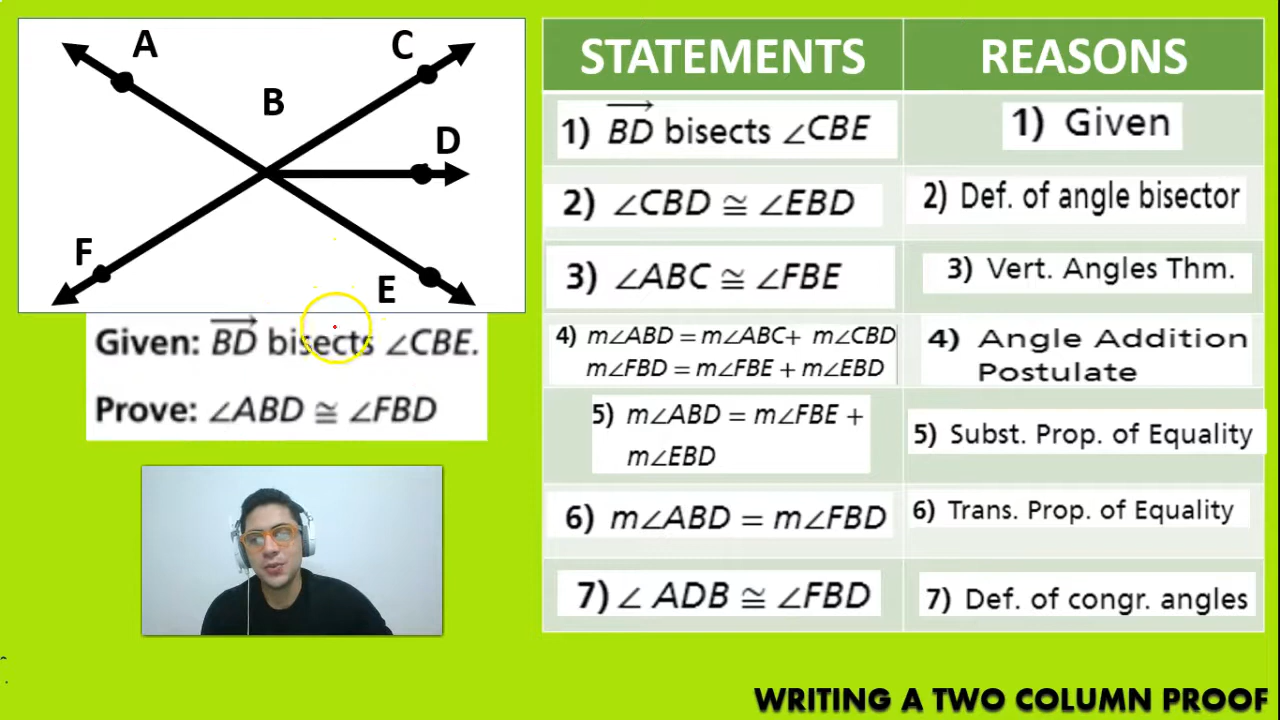 A
C
B
D
F
E
Given: BD bisects ∠CBE.
Prove: ∠ABD ≅ ∠FBD
STATEMENTS
REASONS
1) BD bisects ∠CBE
1) Given
2) ∠CBD ≅ ∠EBD
2) Def. of angle bisector
3) ∠ABC ≅ ∠FBE
3) Vert. Angles Thm.
4) m∠ABD = m∠ABC+ m∠CBD
m∠FBD = m∠FBE + m∠EBD
4) Angle Addition
Postulate
5) m∠ABD = m∠FBE +
m∠EBD
5) Subst. Prop. of Equality
6) m∠ABD = m∠FBD
6) Trans. Prop. of Equality
7) ∠ ADB ≅ ∠FBD
7) Def. of congr. angles
WRITING A TWO COLUMN PROOF